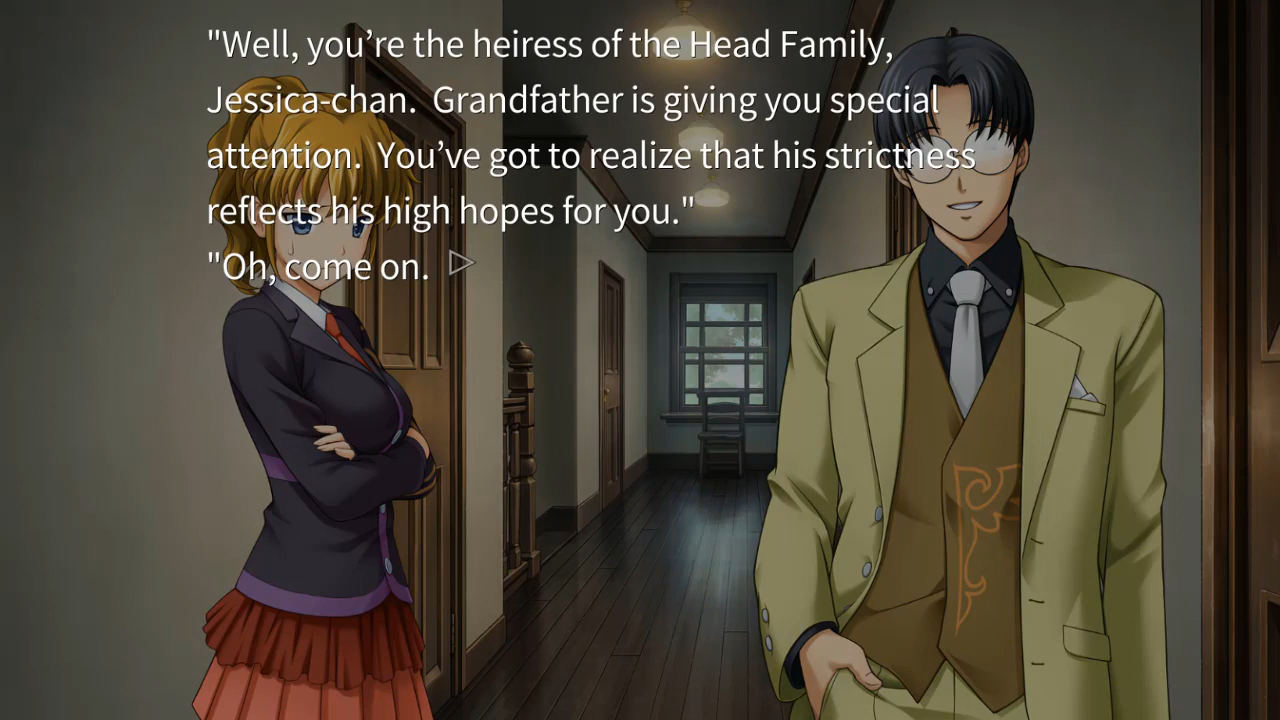 "Well, you’re the heiress of the Head Family,
Jessica-chan.  Grandfather is giving you special
attention.  You’ve got to realize that his strictness
reflects his high hopes for you."
"Oh, come on.